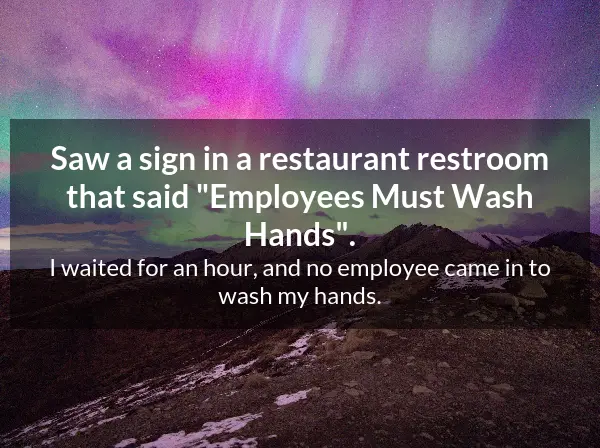 Saw a sign in a restaurant restroom
that said "Employees Must Wash
Hands".
I waited for an hour, and no employee came in to
wash my hands.